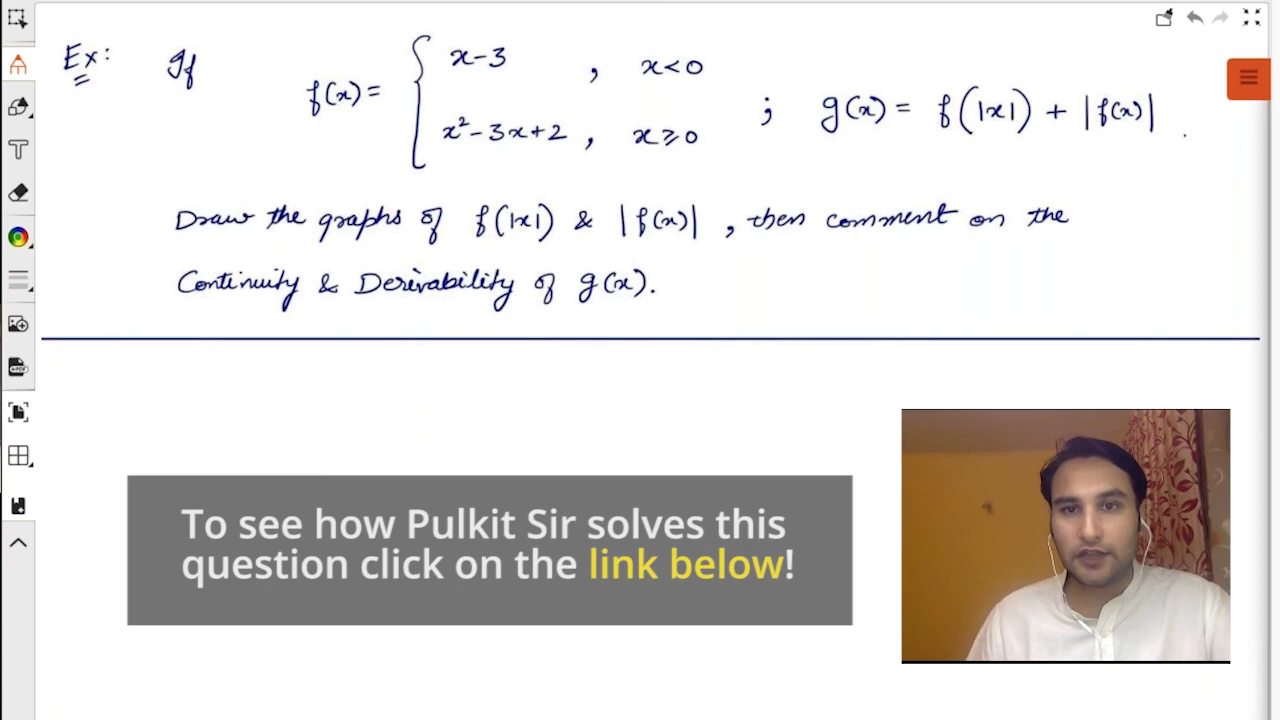 Ex: If f(x) = { x-3 , x<0
x²-3x+2 , x⩾0 ; g(x) = f(|x|) + |f(x)| .
Draw the graphs of f(|x|) & |f(x)| , then comment on the
Continuity & Derivability of g(x).
To see how Pulkit Sir solves this
question click on the link below!